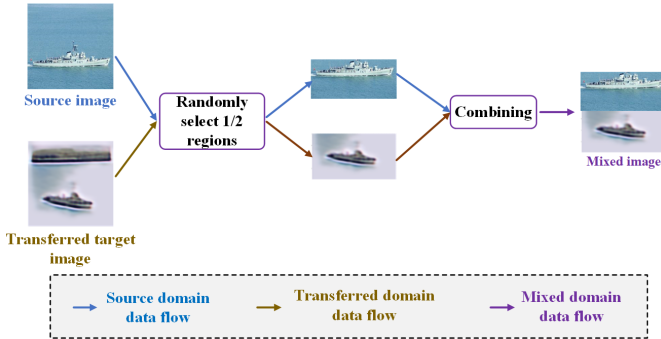 Source image
Randomly
select 1/2
regions
Combining
Mixed image
Transferred target
image
Source domain
data flow
Transferred domain
data flow
Mixed domain
data flow